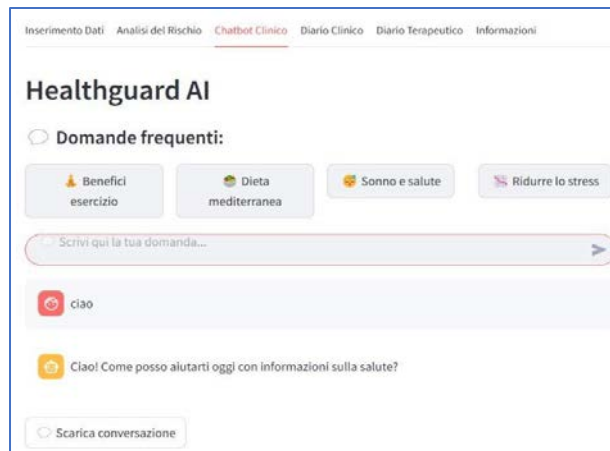 Inserimento Dati Analisi del Rischio Chatbot Clinico Diario Clinico Diario Terapeutico Informazioni
Healthguard AI
Domande frequenti:
Benefici esercizio
Dieta mediterranea
Sonno e salute
Ridurre lo stress
Scrivi qui la tua domanda...
ciao
Ciao! Come posso aiutarti oggi con informazioni sulla salute?
Scarica conversazione